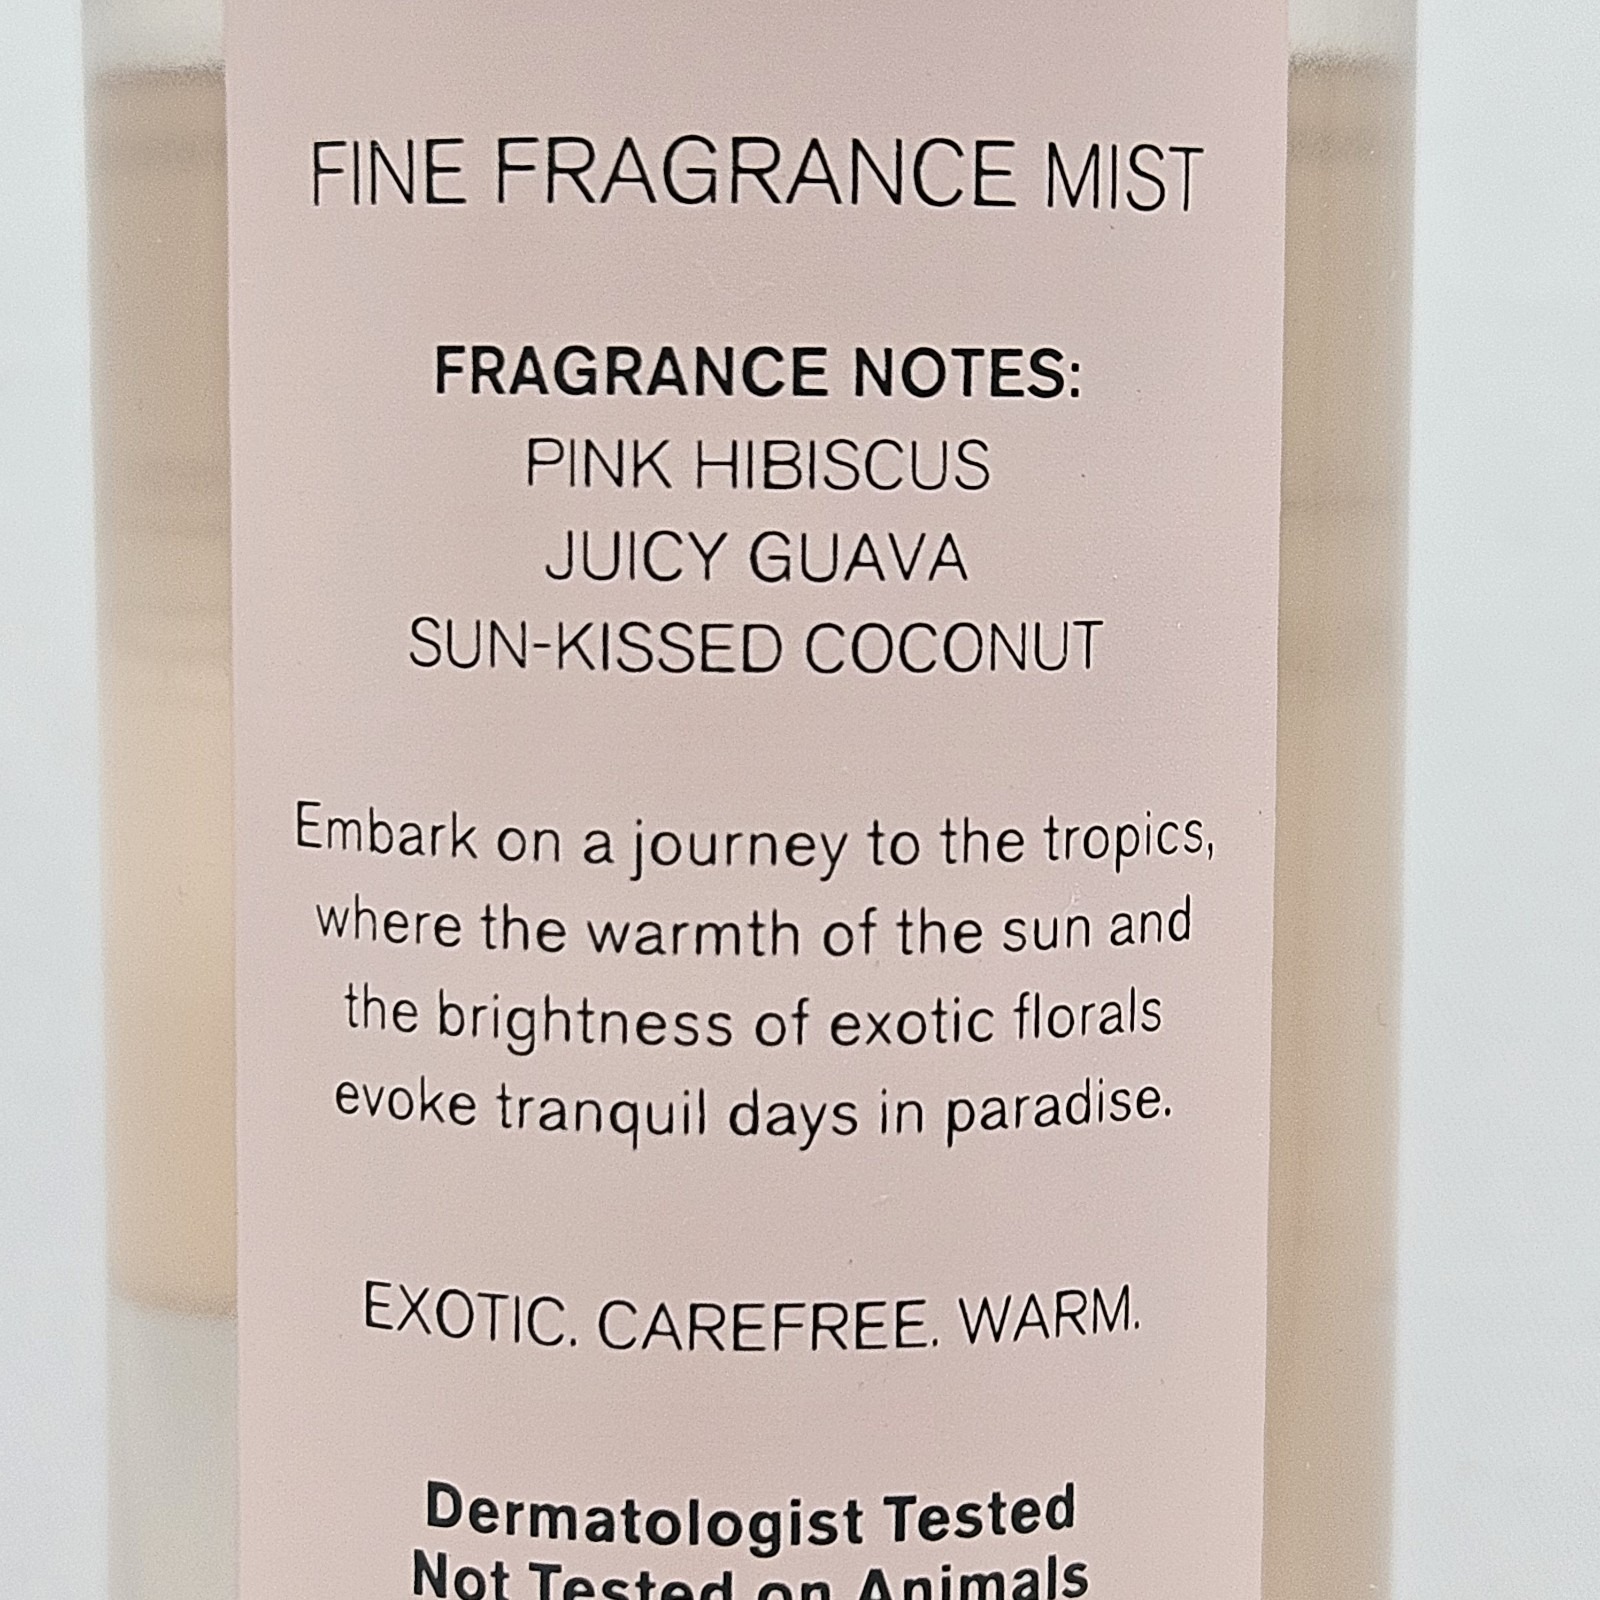 FINE FRAGRANCE MIST
FRAGRANCE NOTES:
PINK HIBISCUS
JUICY GUAVA
SUN-KISSED COCONUT
Embark on a journey to the tropics,
where the warmth of the sun and
the brightness of exotic florals
evoke tranquil days in paradise.
EXOTIC. CAREFREE. WARM.
Dermatologist Tested
Not Tested on Animals